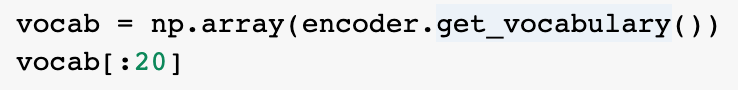 vocab = np.array(encoder.get_vocabulary())
vocab[:20]